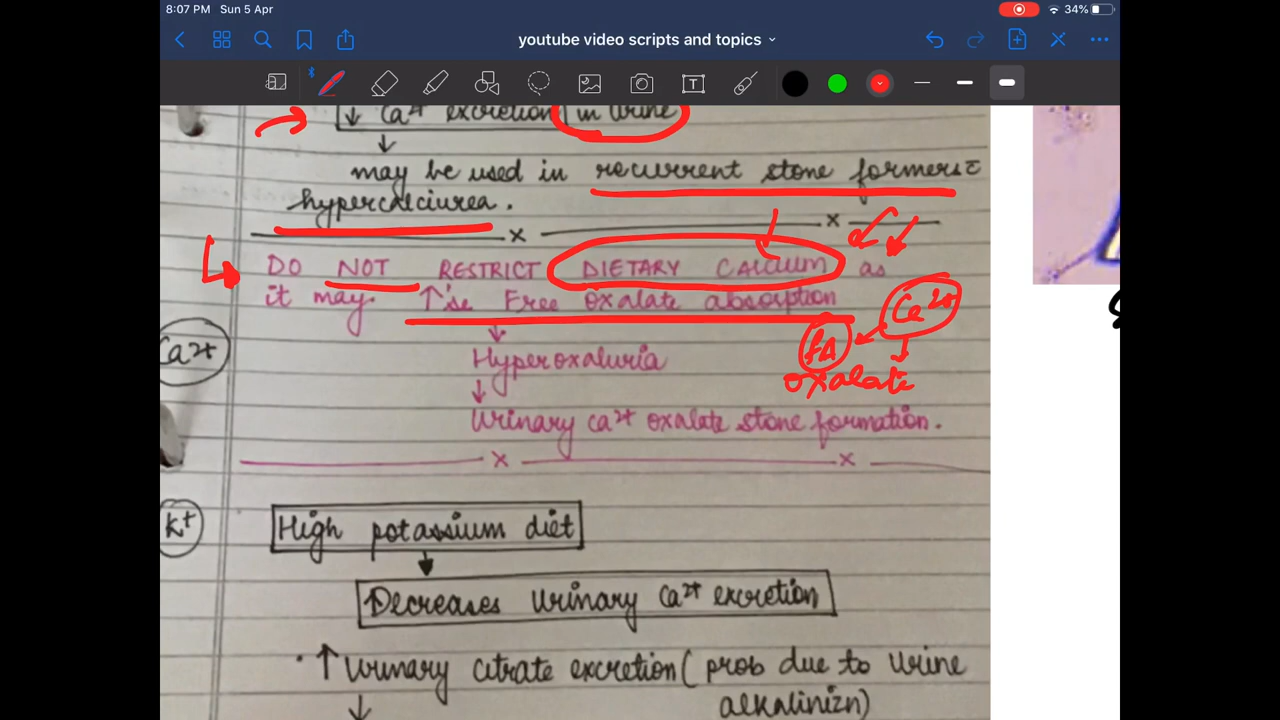 8:07 PM Sun 5 Apr
34%
youtube video scripts and topics
↓ Ca2+ excretion in urine
↓
may be used in recurrent stone formers c̄
hypercalciurea.
x x
DO NOT RESTRICT DIETARY CALCIUM as
it may ↑'se Free oxalate absorption
Ca2+
FA
oxalate
Ca2+
↓
Hyperoxaluria
↓
Urinary ca2+ oxalate stone formation.
x x
K+
High potassium diet
↓
Decreases Urinary Ca2+ excretion
• ↑ Urinary citrate excretion (prob due to urine
alkalinizn)
↓